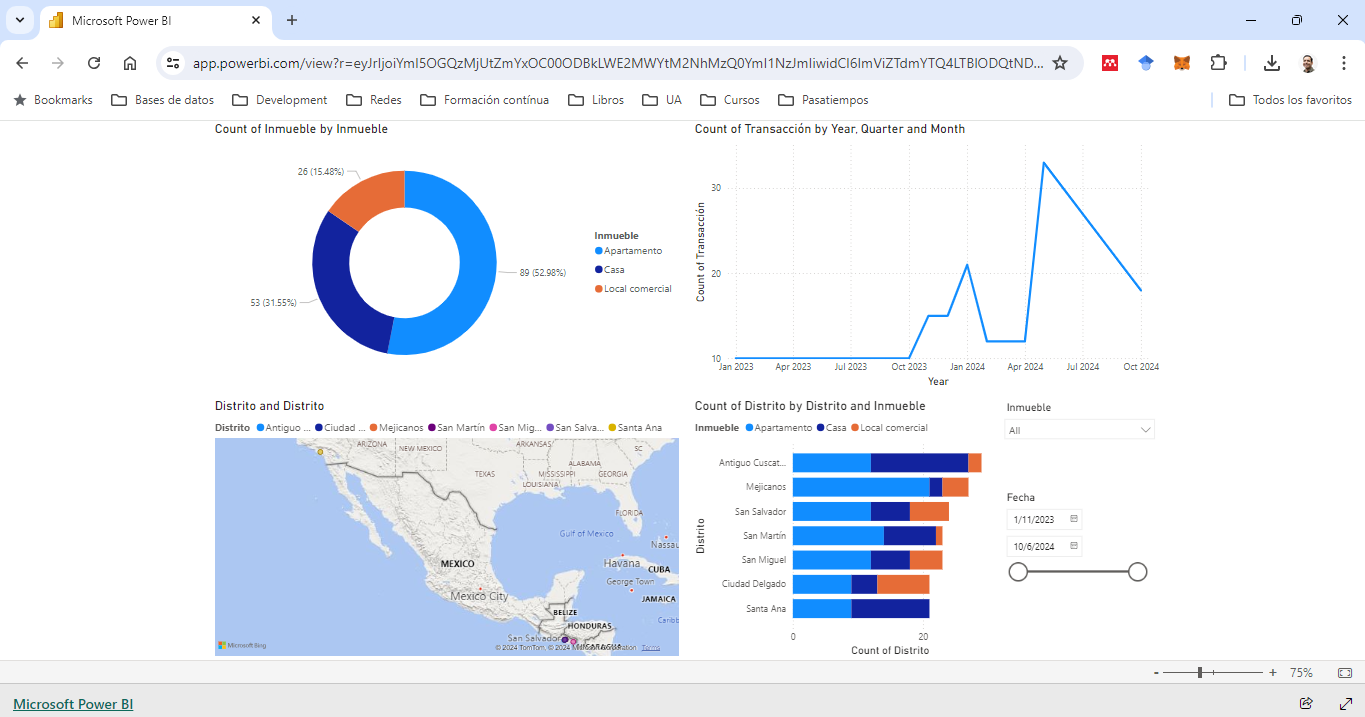 Microsoft Power BI
app.powerbi.com/view?r=eyJrIjoiYmI5OGQzMjUtZmYxOC00ODBkLWE2MWYtM2NhMzQ0YmI1NzJmIiwidCI6ImViZTdmYTQ4LTBlODQtND...
Bookmarks Bases de datos Development Redes Formación contínua Libros UA Cursos Pasatiempos Todos los favoritos
Count of Inmueble by Inmueble
26 (15.48%)
53 (31.55%)
89 (52.98%)
Inmueble
Apartamento
Casa
Local comercial
Count of Transacción by Year, Quarter and Month
Count of Transacción
30
20
10
Jan 2023 Apr 2023 Jul 2023 Oct 2023 Jan 2024 Apr 2024 Jul 2024 Oct 2024
Year
Distrito and Distrito
Distrito Antiguo ... Ciudad ... Mejicanos San Martín San Mig... San Salva... Santa Ana
ARIZONA
NEW MEXICO
ARKANSAS
SC
TEXAS
ALABAMA
MISSISSIPPI
GEORGIA
LOUISIANA
FLORIDA
Gulf of Mexico
Nassau
MEXICO
Havana
CUBA
George Town
Mexico City
JAMAICA
BELIZE
Caribb
HONDURAS
San Salvador
NICARAGUA
Microsoft Bing
© 2024 TomTom, © 2024 Microsoft Corporation Terms
Count of Distrito by Distrito and Inmueble
Inmueble Apartamento Casa Local comercial
Distrito
Antiguo Cuscat...
Mejicanos
San Salvador
San Martín
San Miguel
Ciudad Delgado
Santa Ana
0 20
Count of Distrito
Inmueble
All
Fecha
1/11/2023
10/6/2024
- + 75%
Microsoft Power BI